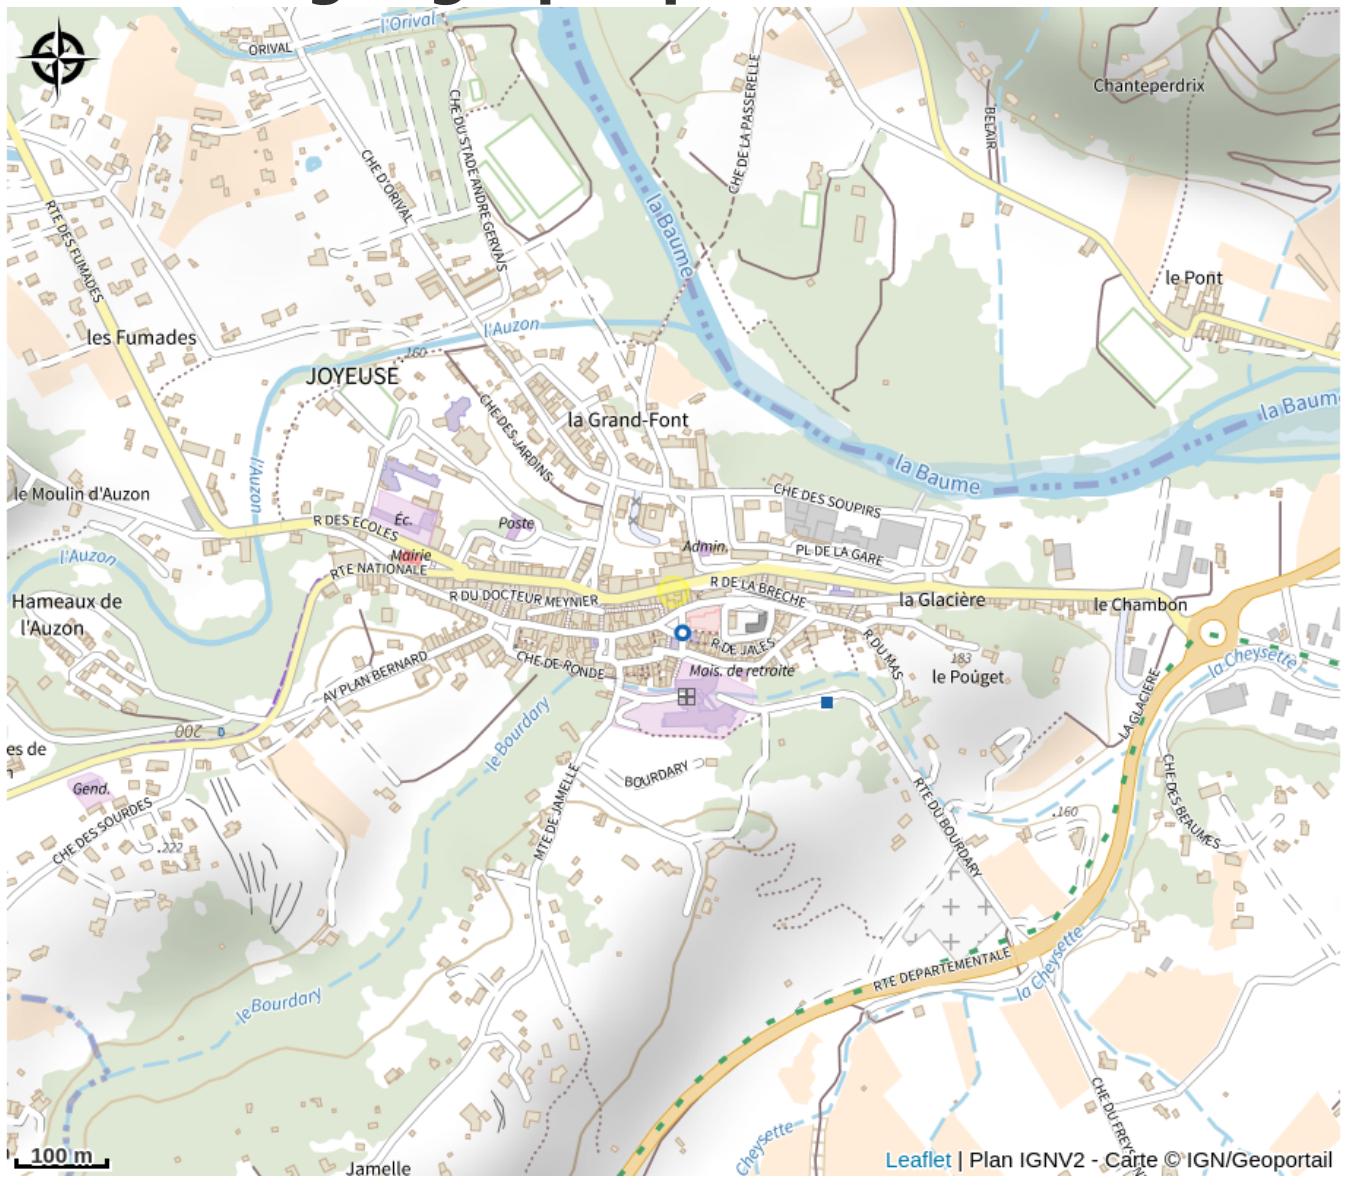 l'Orival
ORIVAL
Chanteperdrix
CHE DU STADE ANDRE GERVAIS
CHE DE LA PASSERELLE
BELAIR
CHE D'ORIVAL
la Baume
RTE DES FUMADES
le Pont
les Fumades
l'Auzon
160
JOYEUSE
la Grand-Font
CHE DES JARDINS
la Baume
la Baume
l'Auzon
le Moulin d'Auzon
CHE DES SOUPIRS
R DES ECOLES
Éc.
Poste
Admin.
PL DE LA GARE
l'Auzon
Mairie
RTE NATIONALE
R DU DOCTEUR MEYNIER
R DE LA BRECHE
la Glacière
le Chambon
Hameaux de
l'Auzon
R DE JALES
R DU MAS
183
le Pouget
la Cheysette
CHE DE RONDE
Mais. de retraite
AV PLAN BERNARD
LA GLACIERE
200
le Bourdary
es de
BOURDARY
Gend.
MTE DE JAMELLE
RTE DU BOURDARY
CHE DES BEAUMES
160
CHE DES SOURDES
222
RTE DEPARTEMENTALE
la Cheysette
le Bourdary
Cheysette
CHE DU FREYS
100 m
Jamelle
Leaflet | Plan IGNV2 - Carte © IGN/Geoportail